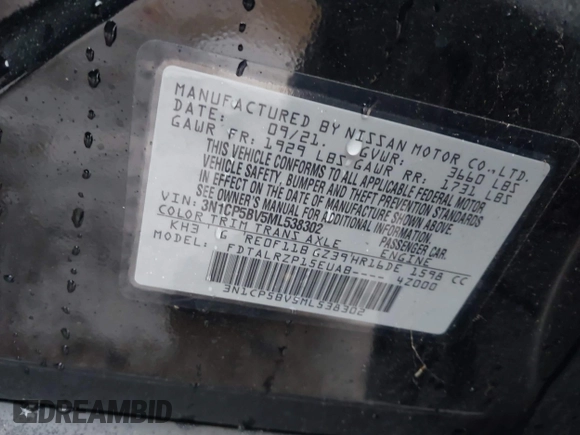 MANUFACTURED BY NISSAN MOTOR CO., LTD.
DATE: 09/21. GVWR: 3660 LBS
GAWR FR: 1929 LBS GAWR RR: 1731 LBS
THIS VEHICLE CONFORMS TO ALL APPLICABLE FEDERAL MOTOR
VEHICLE SAFETY, BUMPER AND THEFT PREVENTION STANDARDS
IN EFFECT ON THE DATE OF MANUFACTURE SHOWN ABOVE.
SEE OWNER'S MANUAL FOR ADDITIONAL INFORMATION
VIN: 3N1CP5BV5ML538302 PASSENGER CAR.
COLOR TRIM TRANS AXLE ENGINE
KH3 G RE0F11B GZ39 HR16DE 1598 CC
MODEL: FDTALRZP15EUAB---- 42000
3N1CP5BV5ML538302
DREAMBID